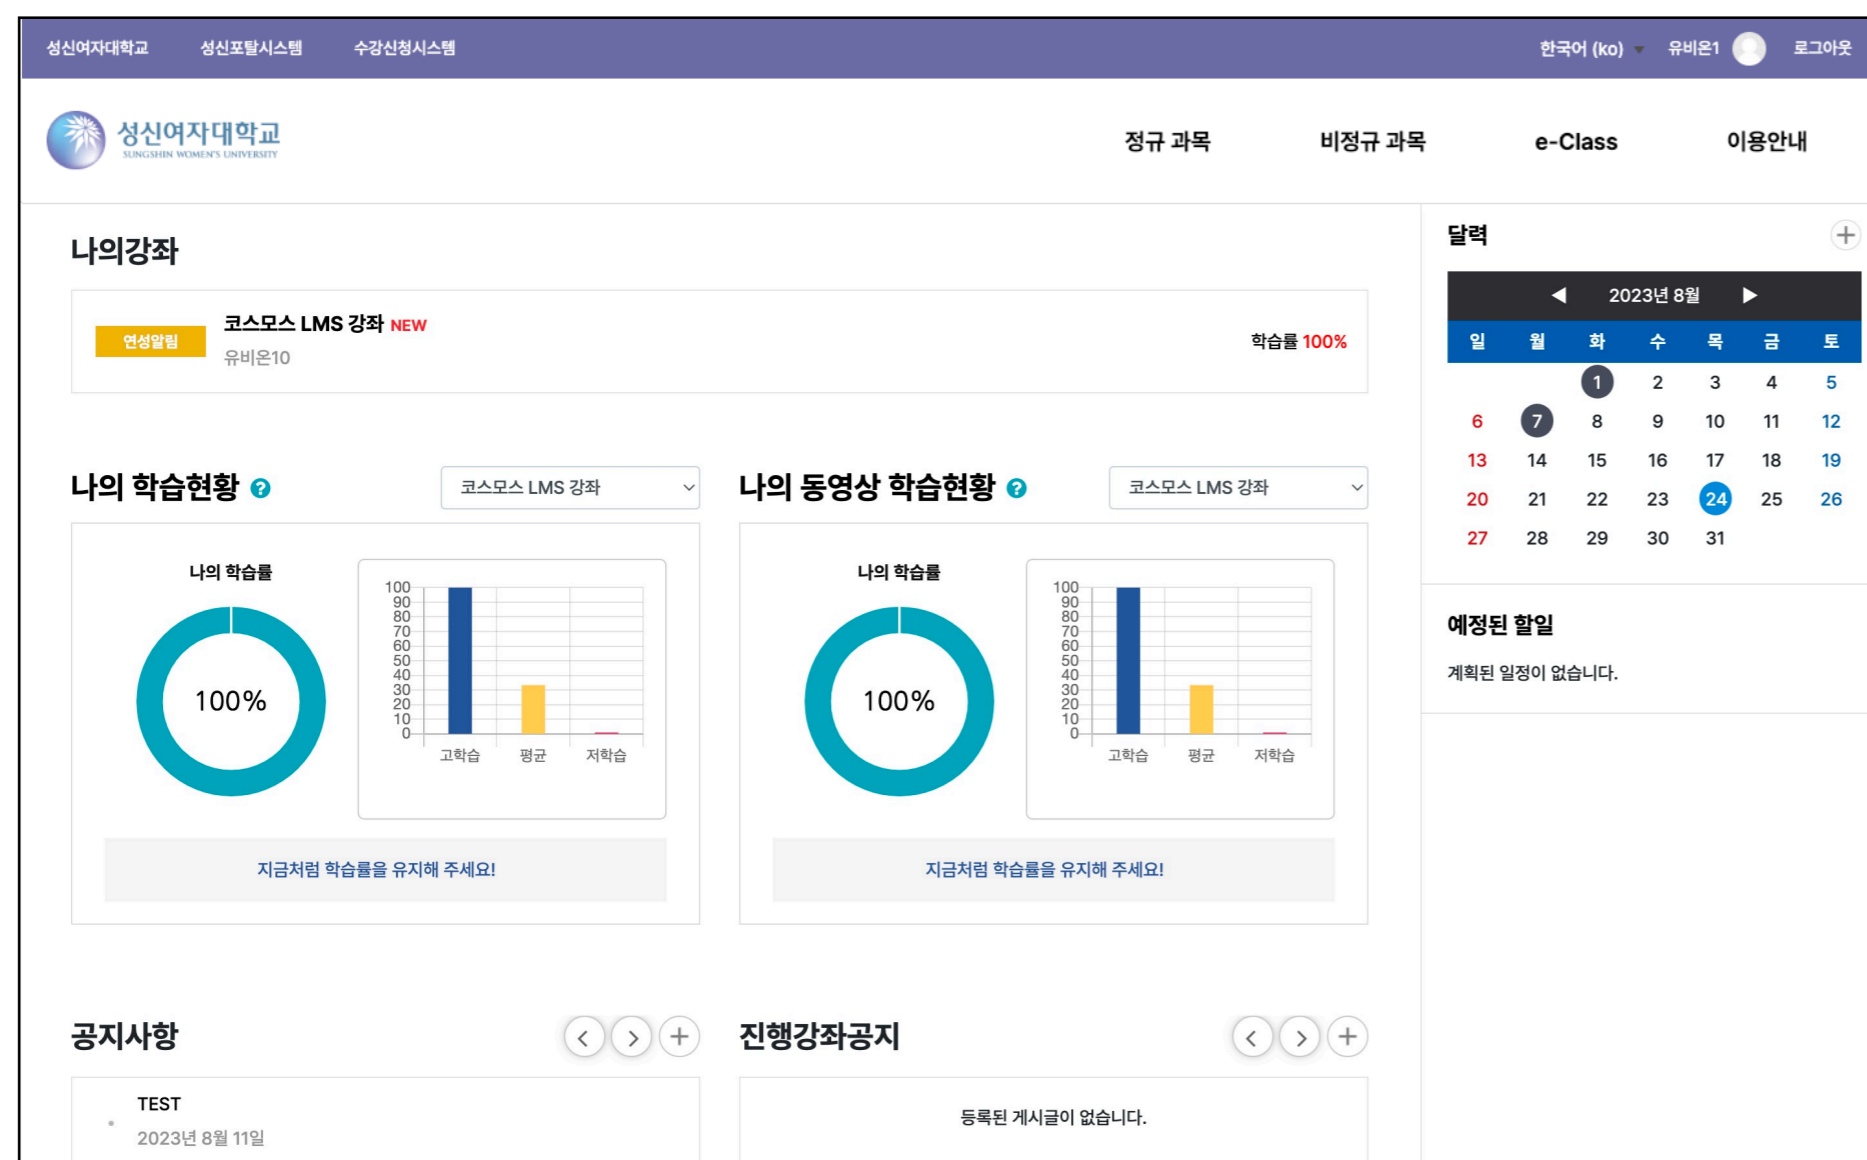 성신여자대학교 성신포탈시스템 수강신청시스템 한국어 (ko) 유비온1 로그아웃
성신여자대학교
SUNGSHIN WOMEN'S UNIVERSITY
정규 과목 비정규 과목 e-Class 이용안내
나의강좌
연성알림
코스모스 LMS 강좌 NEW
유비온10
학습률 100%
나의 학습현황 ?
코스모스 LMS 강좌
나의 학습률
100%
100
90
80
70
60
50
40
30
20
10
0
고학습 평균 저학습
지금처럼 학습률을 유지해 주세요!
나의 동영상 학습현황 ?
코스모스 LMS 강좌
나의 학습률
100%
100
90
80
70
60
50
40
30
20
10
0
고학습 평균 저학습
지금처럼 학습률을 유지해 주세요!
공지사항
TEST
2023년 8월 11일
진행강좌공지
등록된 게시글이 없습니다.
달력
2023년 8월
일 월 화 수 목 금 토
1 2 3 4 5
6 7 8 9 10 11 12
13 14 15 16 17 18 19
20 21 22 23 24 25 26
27 28 29 30 31
예정된 할일
계획된 일정이 없습니다.